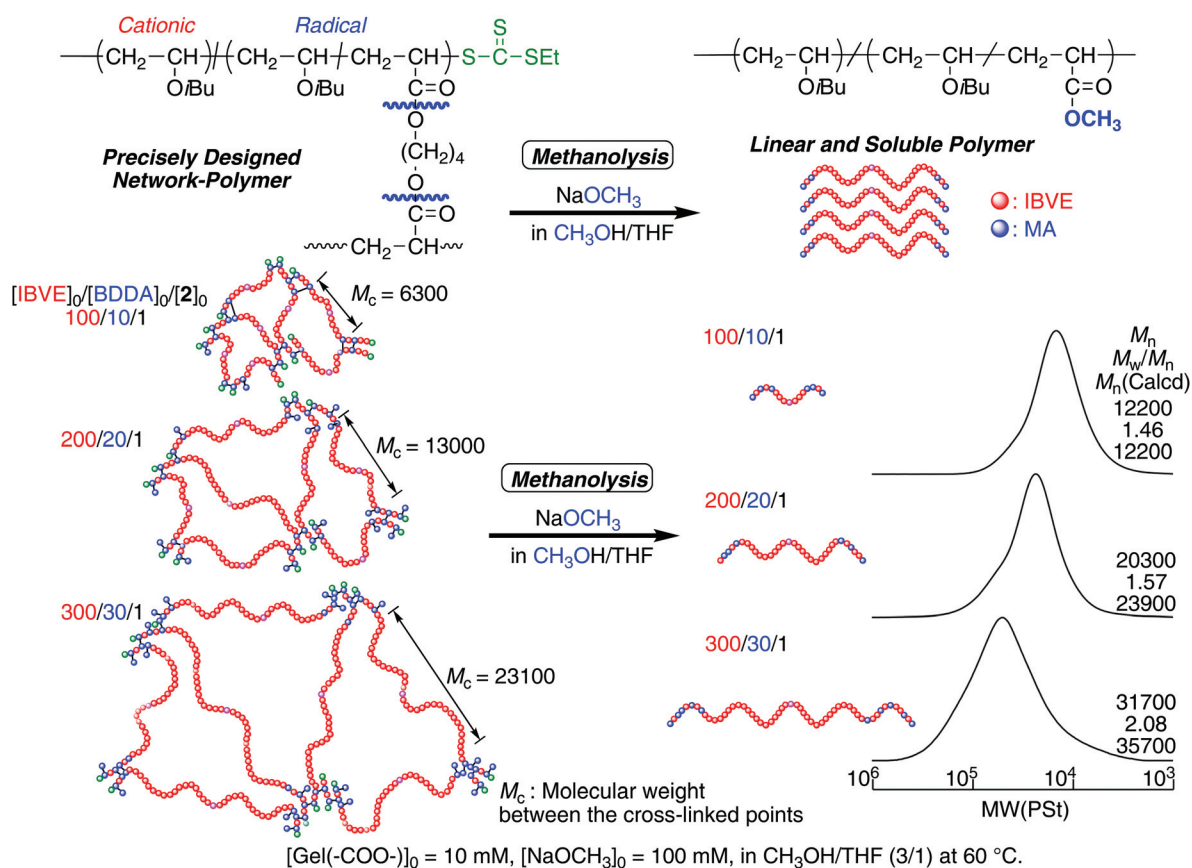 Cationic
Radical
—(CH2–CH)//(CH2–CH/CH2–CH)–S–C–SEt
S
OiBu
OiBu
C=O
O
(CH2)4
O
C=O
CH2–CH
Precisely Designed
Network-Polymer
Methanolysis
NaOCH3
in CH3OH/THF
—(CH2–CH)/(CH2–CH/CH2–CH)—
OiBu
OiBu
C=O
OCH3
Linear and Soluble Polymer
: IBVE
: MA
[IBVE]0/[BDDA]0/[2]0
100/10/1
Mc = 6300
200/20/1
Mc = 13000
300/30/1
Mc = 23100
Mc : Molecular weight
between the cross-linked points
Methanolysis
NaOCH3
in CH3OH/THF
100/10/1
Mn
Mw/Mn
Mn(Calcd)
12200
1.46
12200
200/20/1
20300
1.57
23900
300/30/1
31700
2.08
35700
10^6 10^5 10^4 10^3
MW(PSt)
[Gel(-COO-)]0 = 10 mM, [NaOCH3]0 = 100 mM, in CH3OH/THF (3/1) at 60 °C.